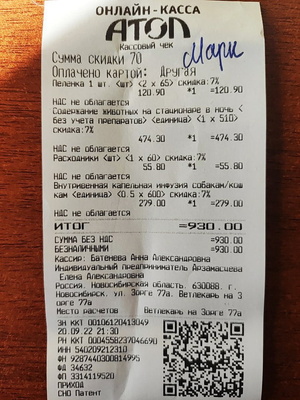 ОНЛАЙН-КАССА
АТОЛ
Кассовый чек
Марк
Сумма скидки 70
Оплачено картой: Другая
Пеленка 1 шт. <шт> <2 x 65> скидка:7%
120.90 *1 =120.90
НДС не облагается
Содержание животных на стационаре в ночь <
без учета препаратов> <единица> <1 x 510>
скидка:7%
474.30 *1 =474.30
НДС не облагается
Расходники <шт> <1 x 60> скидка:7%
55.80 *1 =55.80
НДС не облагается
Внутривенная капельная инфузия собакам/кош
кам <единица> <0.5 x 600> скидка:7%
279.00 *1 =279.00
НДС не облагается
ИТОГ =930.00
СУММА БЕЗ НДС =930.00
БЕЗНАЛИЧНЫМИ =930.00
Кассир: Батенева Анна Александровна
Индивидуальный предприниматель Арзамасцева
Елена Александровна
Россия. Новосибирская область. 630088. г.
Новосибирск. ул. Зорге 77а. Ветлекарь на 3
орге 77а
Место расчетов Ветлекарь на Зорге 77а
ЗН ККТ 00106120413049
20.09.22 21:30
РН ККТ 0004552237046690
ИНН 540209212310
ФН 9287440300814995
ФД 34632
ФП 3314119520
ПРИХОД
СНО Патент